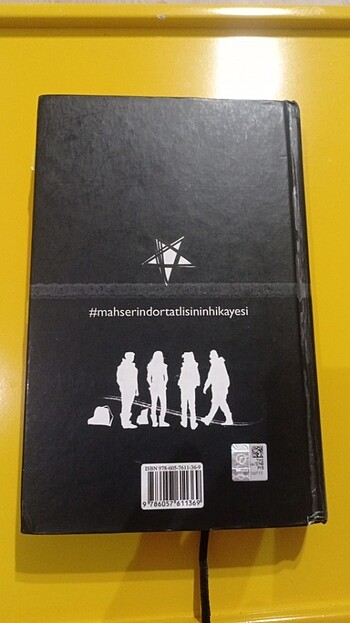 #mahserindortatlisininhikayesi
ISBN 978-605-7611-36-9
9 786057 611369